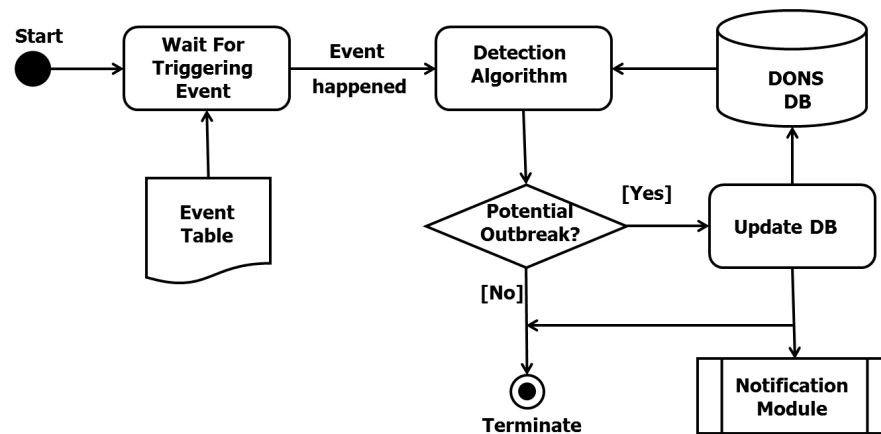 Start
Wait For
Triggering
Event
Event
happened
Detection
Algorithm
DONS
DB
Event
Table
Potential
Outbreak?
[Yes]
Update DB
[No]
Terminate
Notification
Module